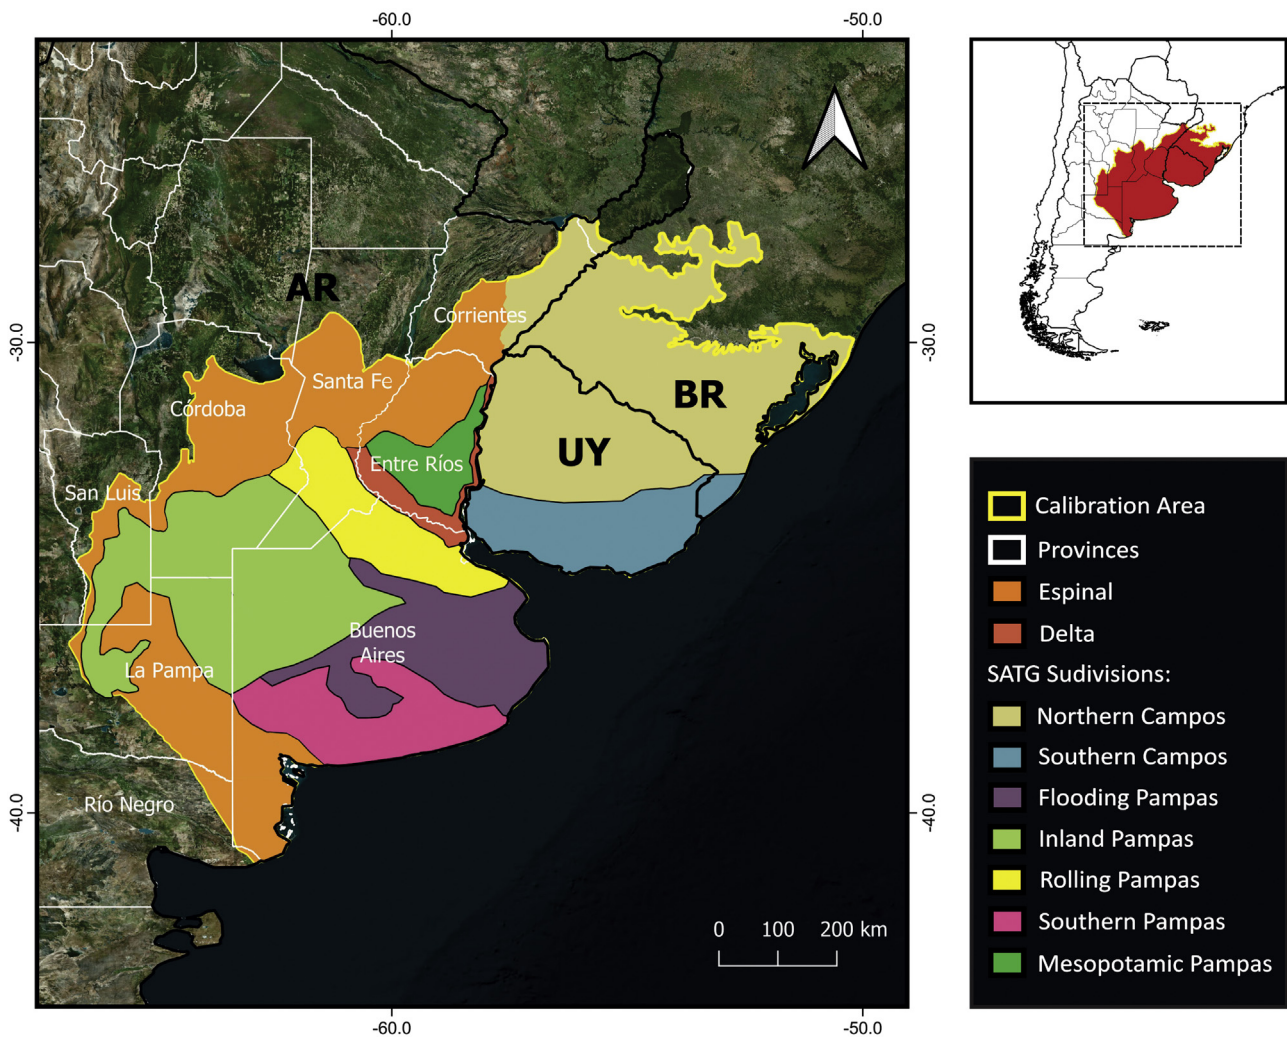 -60.0
-50.0
-30.0
-30.0
AR
Corrientes
Santa Fe
Córdoba
BR
UY
Entre Ríos
San Luis
Buenos
Aires
La Pampa
Río Negro
-40.0
-40.0
0 100 200 km
-60.0
-50.0
Calibration Area
Provinces
Espinal
Delta
SATG Sudivisions:
Northern Campos
Southern Campos
Flooding Pampas
Inland Pampas
Rolling Pampas
Southern Pampas
Mesopotamic Pampas